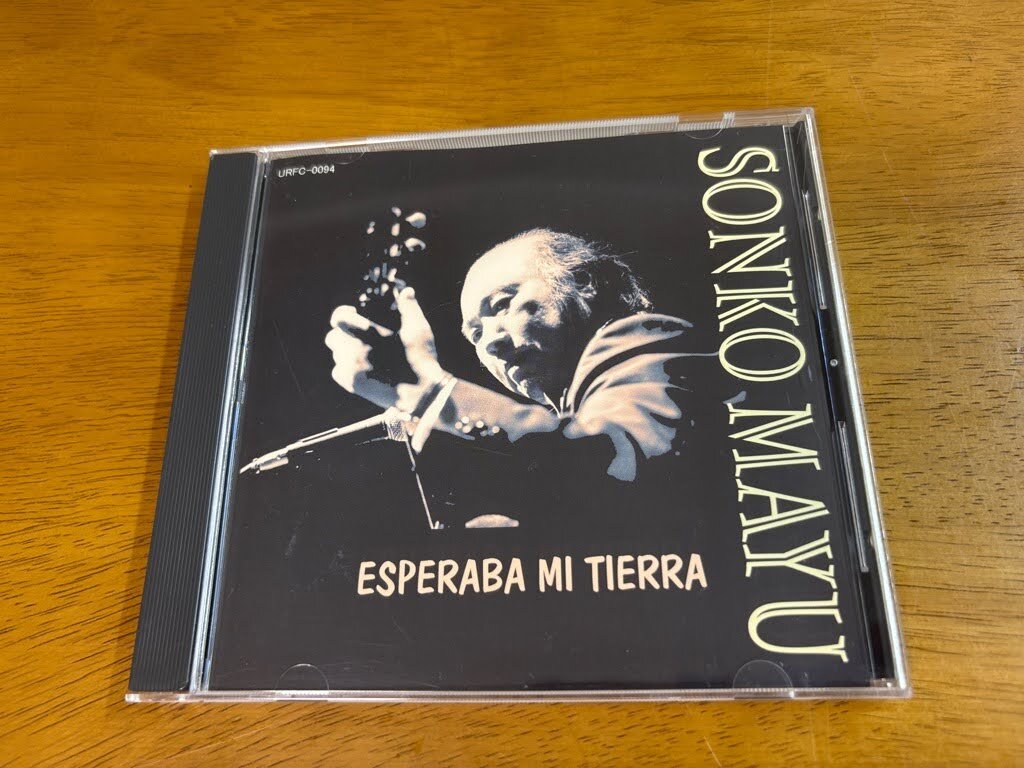 URFC-0094
SONKO MAYU
ESPERABA MI TIERRA